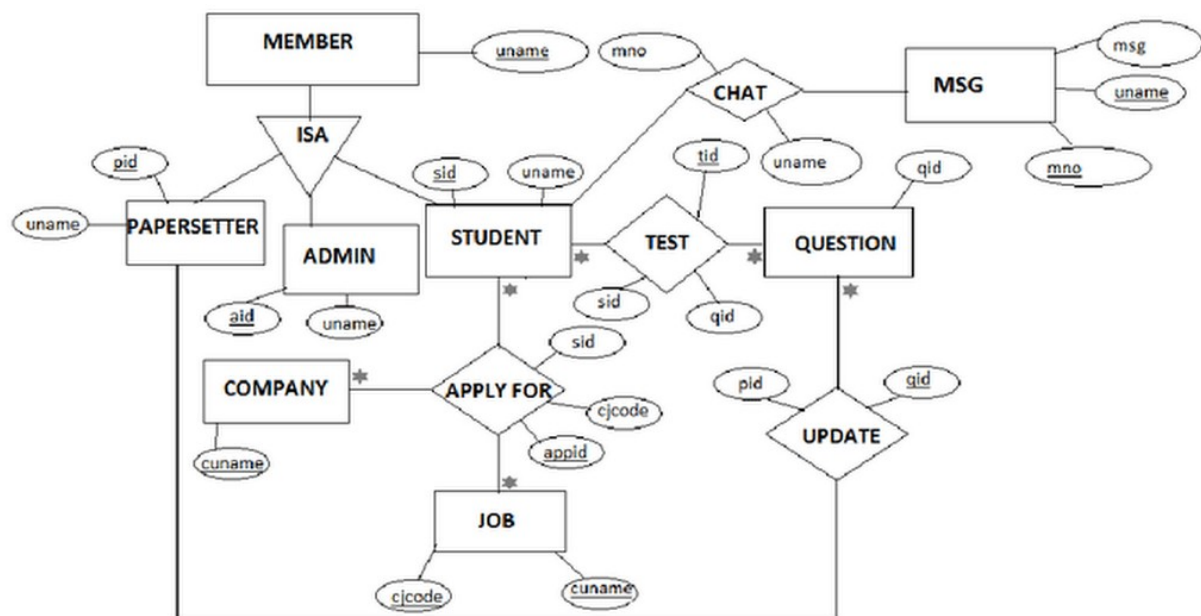 MEMBER
uname
mno
msg
CHAT
MSG
uname
ISA
pid
sid
uname
tid
uname
qid
mno
uname
PAPERSETTER
STUDENT
TEST
QUESTION
ADMIN
aid
uname
sid
qid
sid
COMPANY
APPLY FOR
pid
qid
cjcode
UPDATE
cuname
appid
JOB
cjcode
cuname